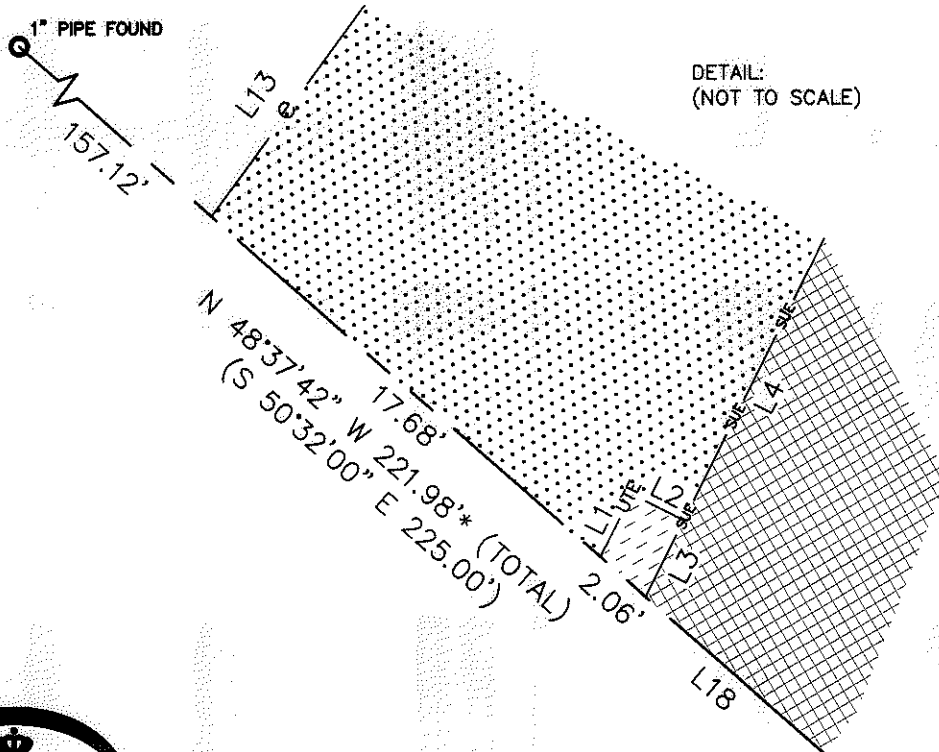 1" PIPE FOUND
DETAIL:
(NOT TO SCALE)
L13
e
157.12'
N 48°37'42" W 221.98'* (TOTAL)
(S 50°32'00" E 225.00')
17.68'
SUE
L4
SUE
L1
UTE
L2
SUE
L3
2.06'
L18